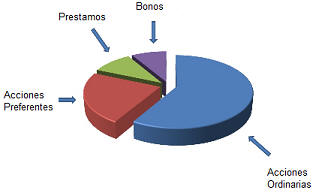 Bonos
Prestamos
Acciones
Preferentes
Acciones
Ordinarias